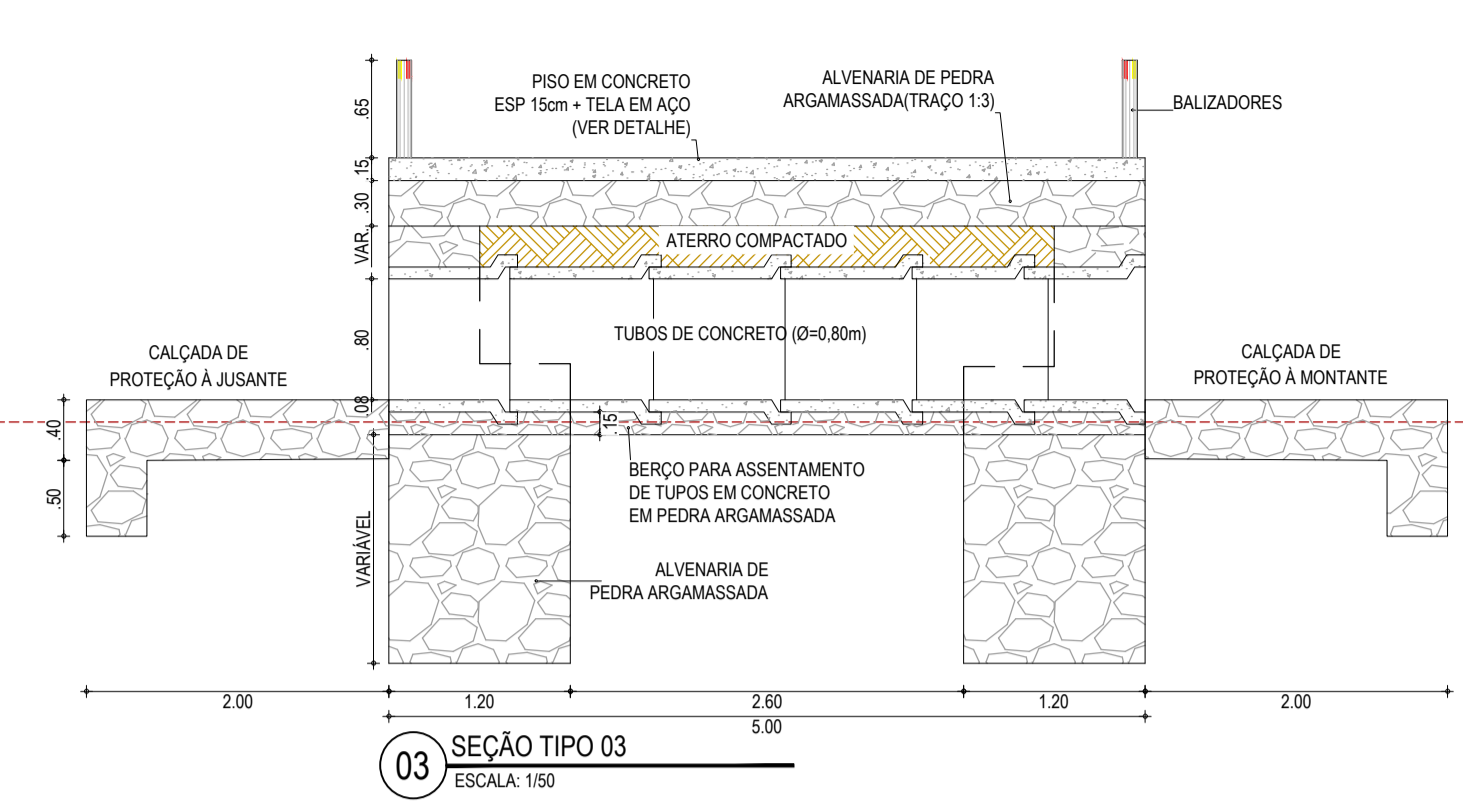 PISO EM CONCRETO
ESP 15cm + TELA EM AÇO
(VER DETALHE)
ALVENARIA DE PEDRA
ARGAMASSADA(TRAÇO 1:3)
BALIZADORES
.65
.15
.30
VAR.
.80
.08
ATERRO COMPACTADO
TUBOS DE CONCRETO (Ø=0,80m)
CALÇADA DE
PROTEÇÃO À JUSANTE
CALÇADA DE
PROTEÇÃO À MONTANTE
.40
.50
.15
BERÇO PARA ASSENTAMENTO
DE TUPOS EM CONCRETO
EM PEDRA ARGAMASSADA
VARIÁVEL
ALVENARIA DE
PEDRA ARGAMASSADA
2.00
1.20
2.60
1.20
2.00
5.00
03
SEÇÃO TIPO 03
ESCALA: 1/50